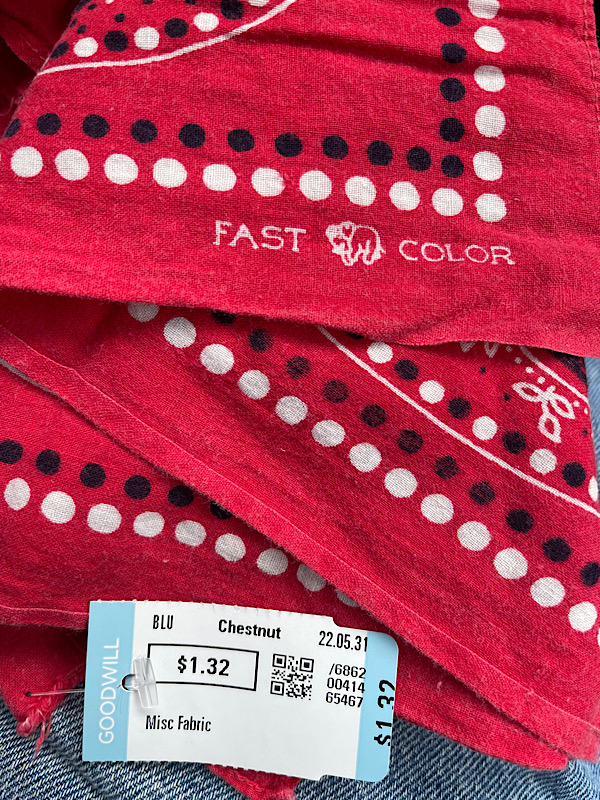 FAST COLOR
GOODWILL
BLU Chestnut 22.05.31
$1.32
/6862
00414
65467
Misc Fabric
$1.32